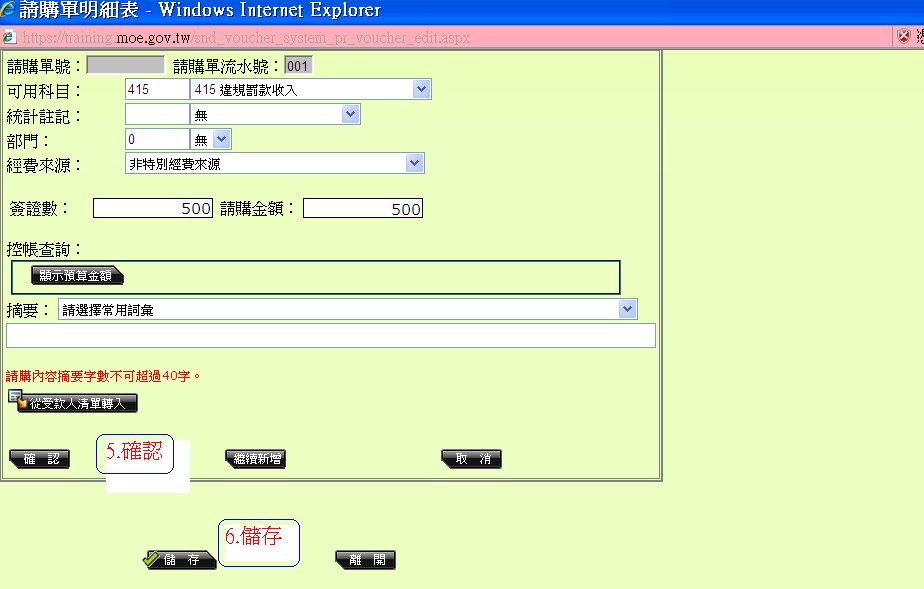 請購單明細表 - Windows Internet Explorer
https://training.moe.gov.tw/snd_voucher_system_pr_voucher_edit.aspx
請購單號： 請購單流水號： 001
可用科目： 415 415 違規罰款收入
統計註記： 無
部門： 0 無
經費來源： 非特別經費來源
簽證數： 500 請購金額： 500
控帳查詢：
顯示預算金額
摘要： 請選擇常用詞彙
請購內容摘要字數不可超過40字。
從受款人清單轉入
確 認 5.確認 繼續新增 取 消
儲 存 6.儲存 離 開